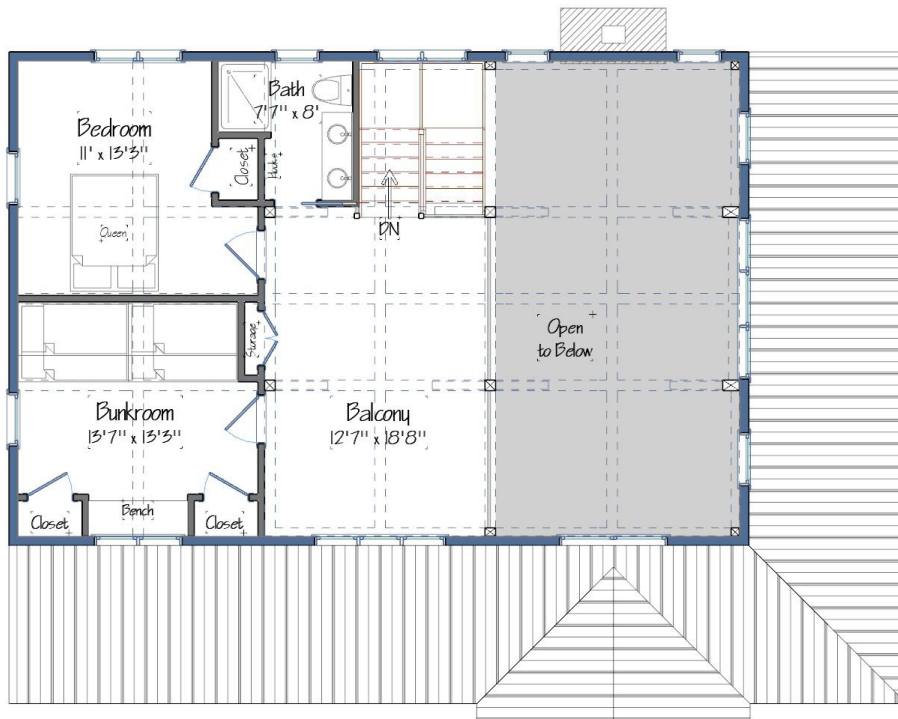 Bath
7'7" x 8'
Bedroom
11' x 13'3"
Closet
Hooks
Queen
DN
Storage
Open
to Below
Bunkroom
13'7" x 13'3"
Balcony
12'7" x 18'8"
Bench
Closet
Closet